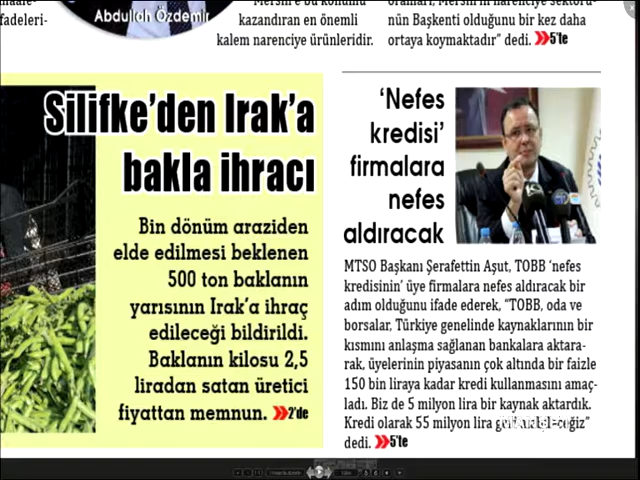 Abdullah Özdemir
kazandıran en önemli
kalem narenciye ürünleridir.
nün Başkenti olduğunu bir kez daha
ortaya koymaktadır” dedi. 5'te
Silifke’den Irak’a
bakla ihracı
Bin dönüm araziden
elde edilmesi beklenen
500 ton baklanın
yarısının Irak’a ihraç
edileceği bildirildi.
Baklanın kilosu 2,5
liradan satan üretici
fiyattan memnun. 2’de
‘Nefes
kredisi’
firmalara
nefes
aldıracak
MTSO Başkanı Şerafettin Aşut, TOBB ‘nefes
kredisinin’ üye firmalara nefes aldıracak bir
adım olduğunu ifade ederek, “TOBB, oda ve
borsalar, Türkiye genelinde kaynaklarının bir
kısmını anlaşma sağlanan bankalara aktara-
rak, üyelerinin piyasanın çok altında bir faizle
150 bin liraya kadar kredi kullanmasını amaç-
ladı. Biz de 5 milyon lira bir kaynak aktardık.
Kredi olarak 55 milyon lira
dedi. 5’te